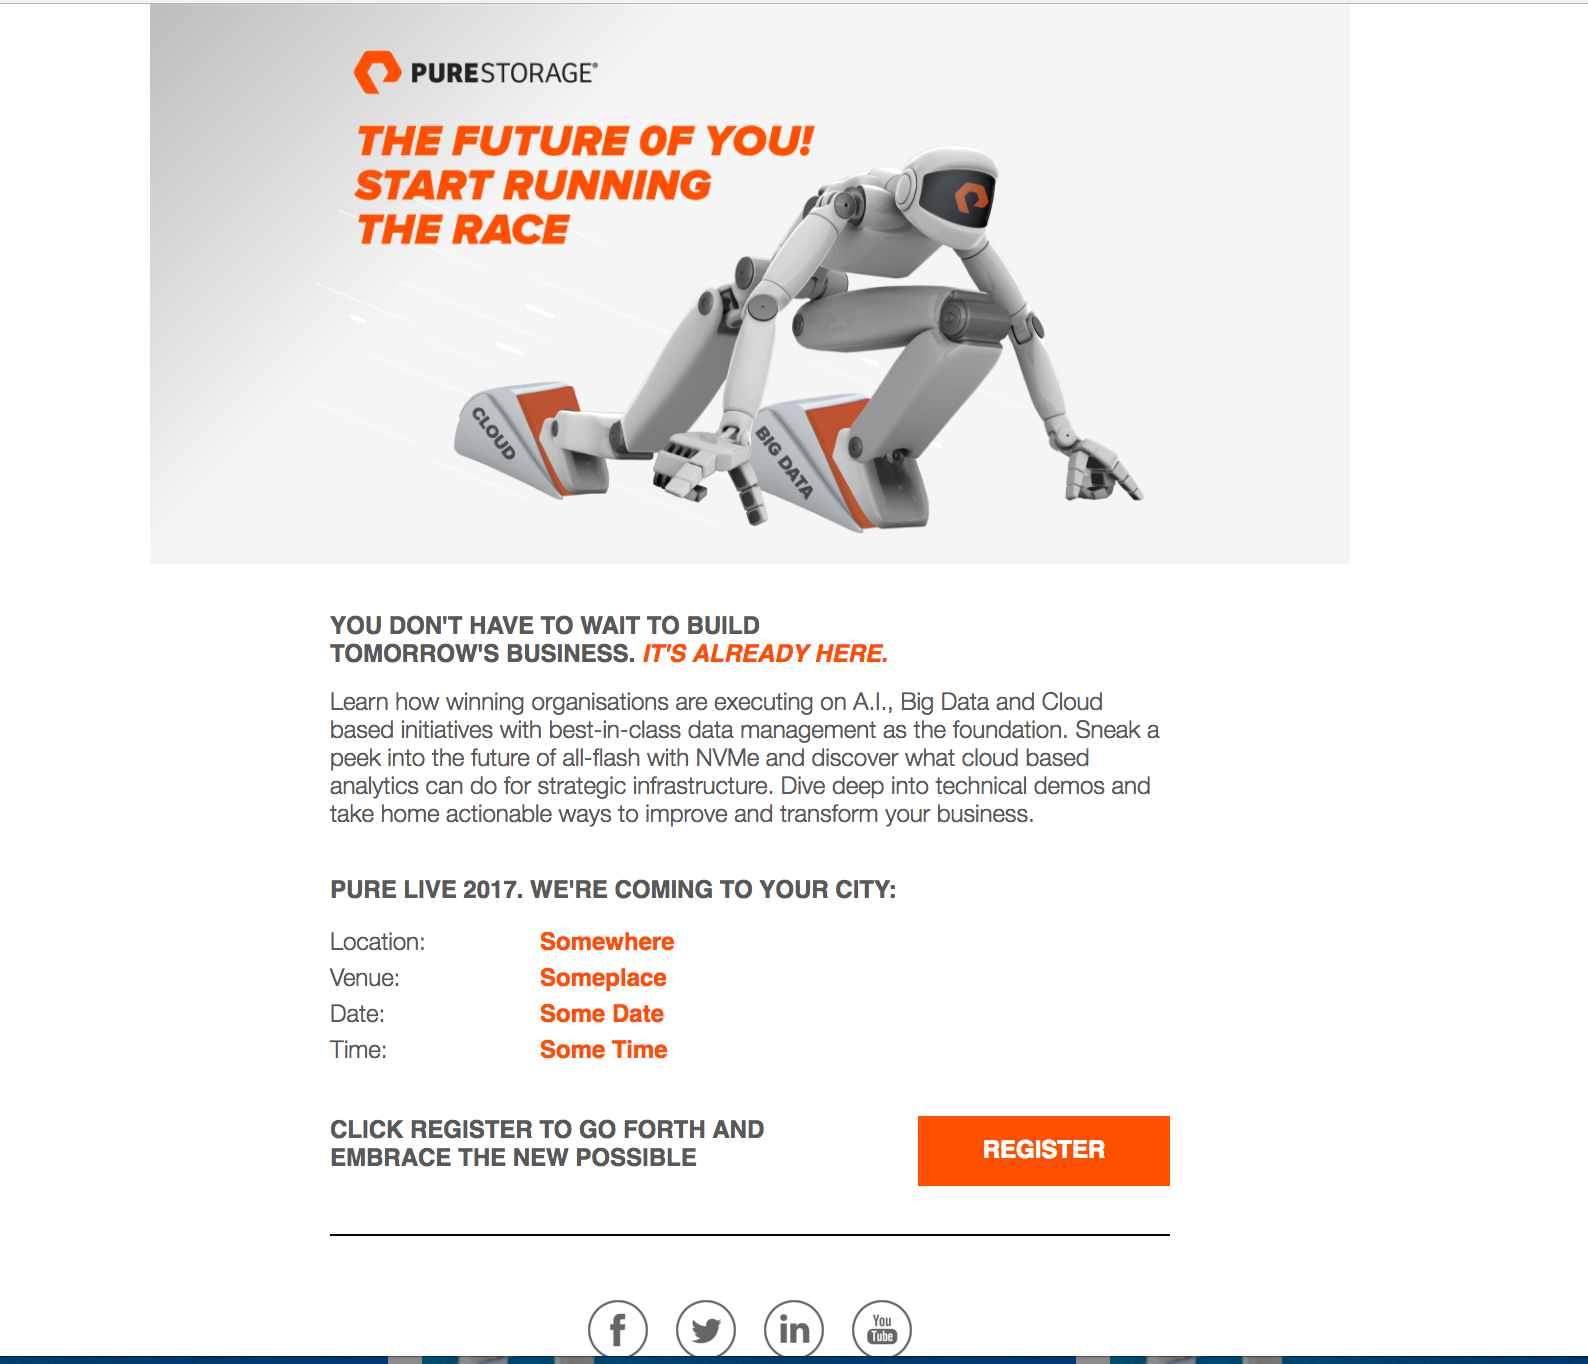 PURESTORAGE®
THE FUTURE 0F YOU!
START RUNNING
THE RACE
CLOUD
BIG DATA
YOU DON'T HAVE TO WAIT TO BUILD
TOMORROW'S BUSINESS. IT'S ALREADY HERE.
Learn how winning organisations are executing on A.I., Big Data and Cloud
based initiatives with best-in-class data management as the foundation. Sneak a
peek into the future of all-flash with NVMe and discover what cloud based
analytics can do for strategic infrastructure. Dive deep into technical demos and
take home actionable ways to improve and transform your business.
PURE LIVE 2017. WE'RE COMING TO YOUR CITY:
Location: Somewhere
Venue: Someplace
Date: Some Date
Time: Some Time
CLICK REGISTER TO GO FORTH AND
EMBRACE THE NEW POSSIBLE
REGISTER
f in You
Tube